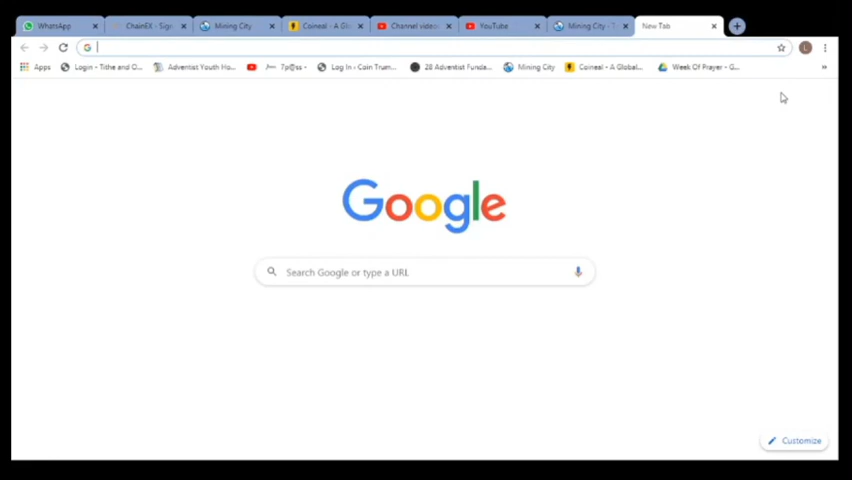 WhatsApp ChainEX - Sign Mining City Coineal - A Glo Channel videos YouTube Mining City - T New Tab
Apps Login - Tithe and O... Adventist Youth Ho... 7p@ss - Log In - Coin Trum... 28 Adventist Funda... Mining City Coineal - A Global... Week Of Prayer - G... »
L
Google
Search Google or type a URL
Customize